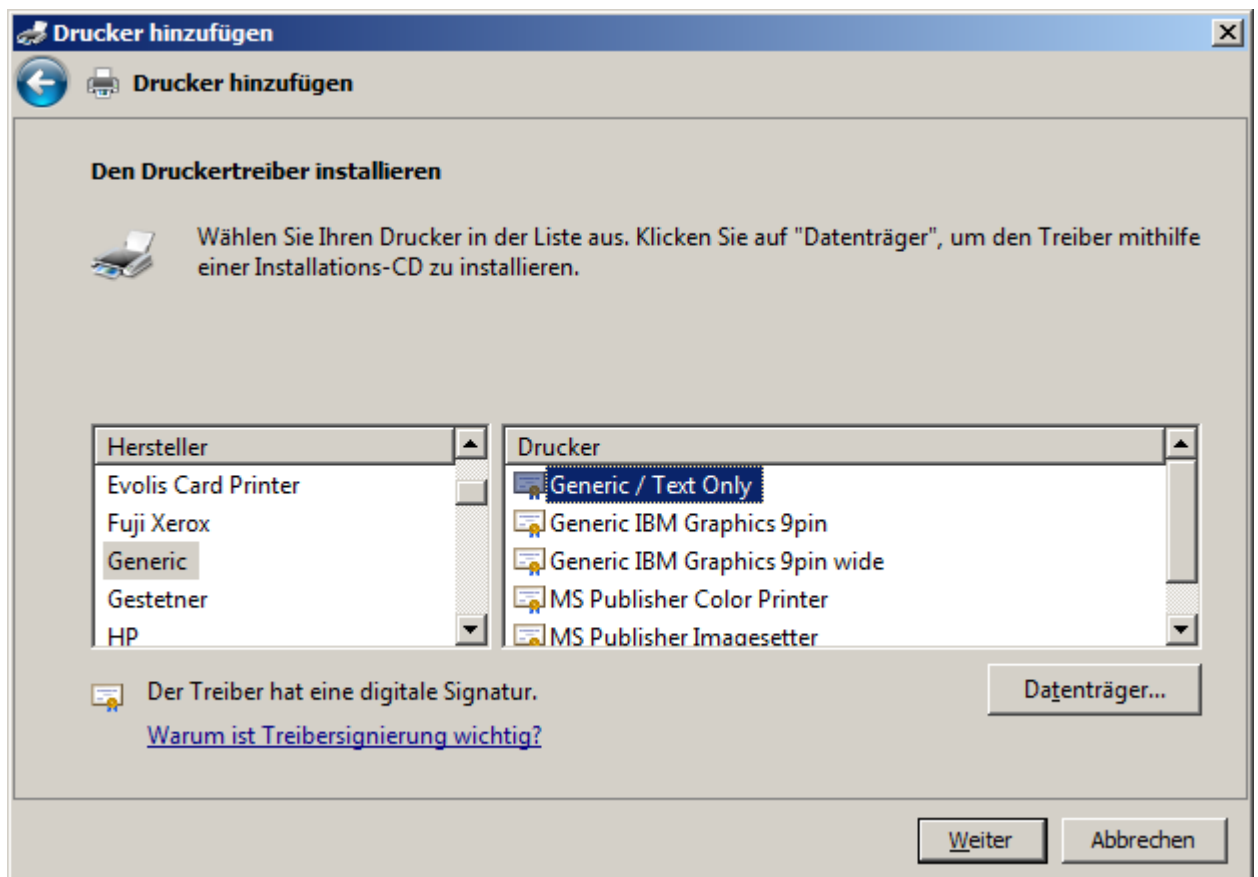 Drucker hinzufügen
Drucker hinzufügen
Den Druckertreiber installieren
Wählen Sie Ihren Drucker in der Liste aus. Klicken Sie auf "Datenträger", um den Treiber mithilfe
einer Installations-CD zu installieren.
Hersteller
Evolis Card Printer
Fuji Xerox
Generic
Gestetner
HP
Drucker
Generic / Text Only
Generic IBM Graphics 9pin
Generic IBM Graphics 9pin wide
MS Publisher Color Printer
MS Publisher Imagesetter
Der Treiber hat eine digitale Signatur.
Warum ist Treibersignierung wichtig?
Datenträger...
Weiter
Abbrechen